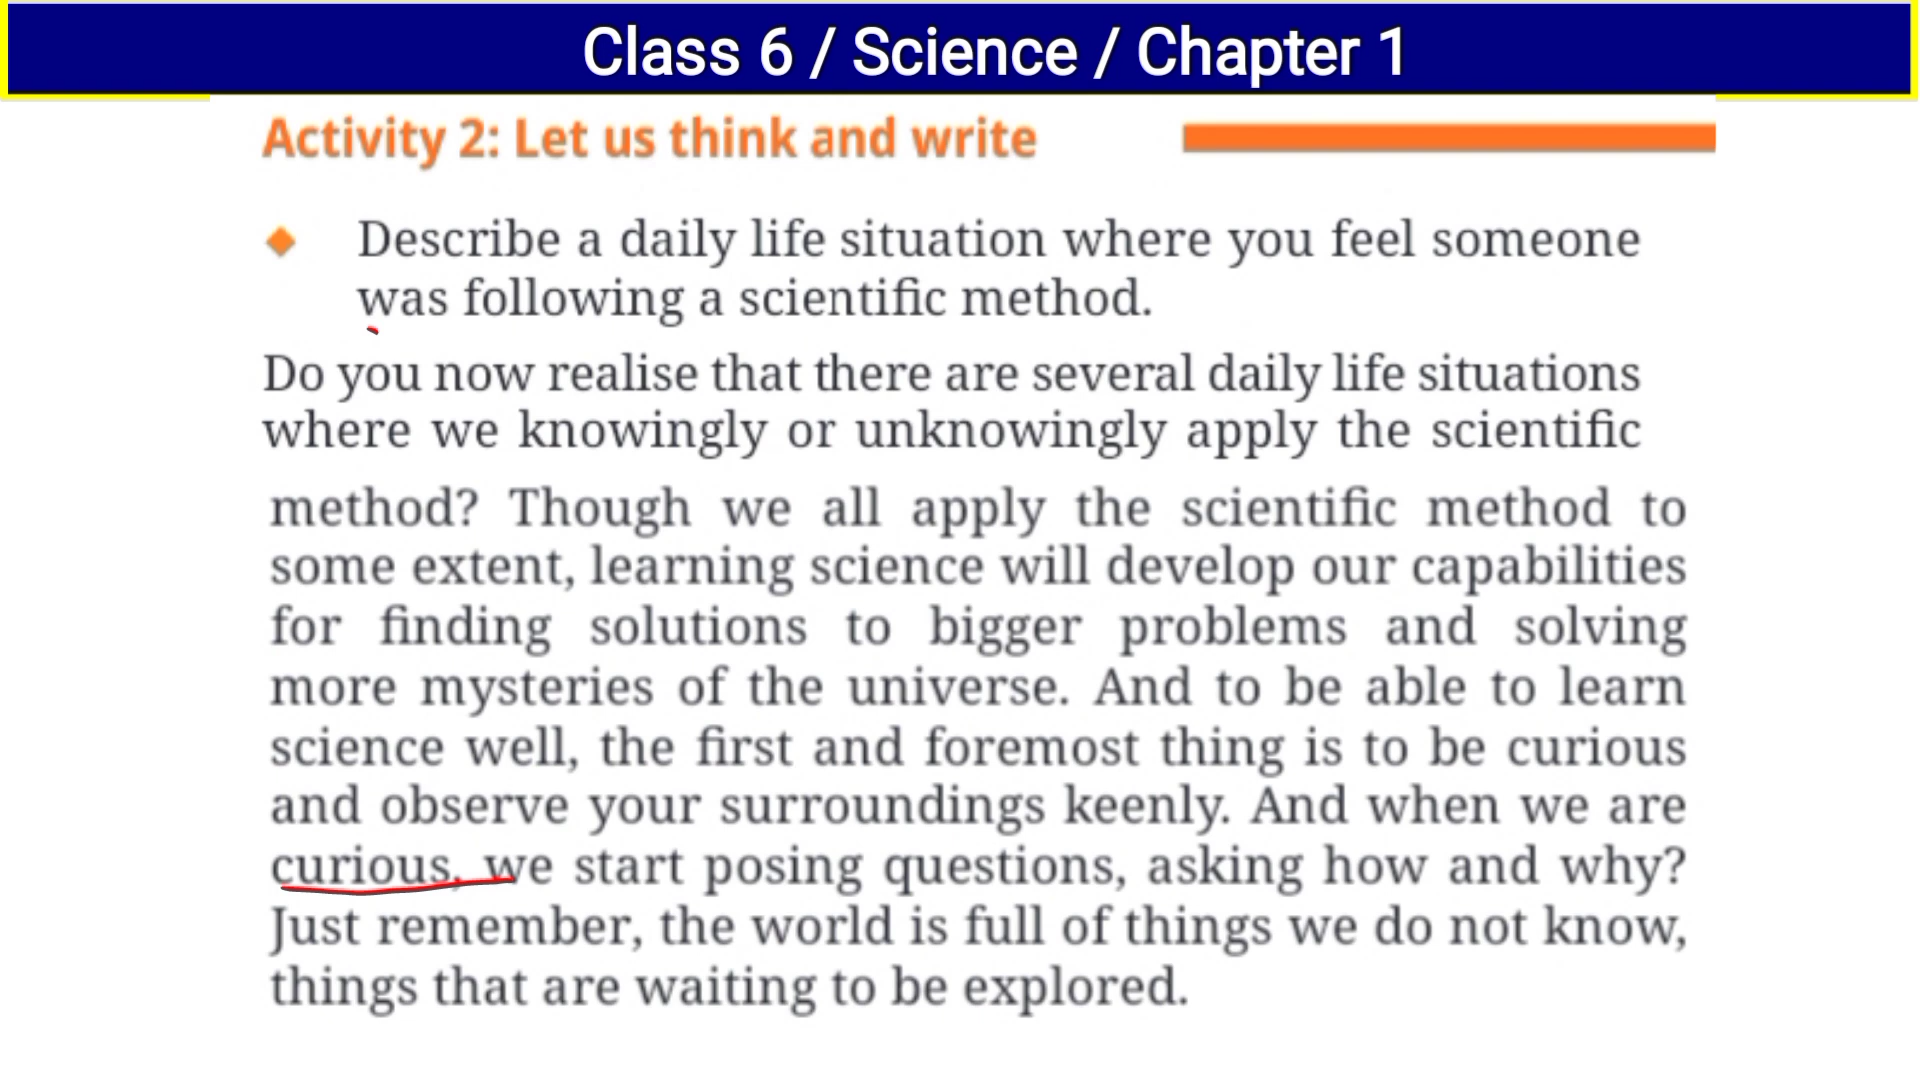 Class 6 / Science / Chapter 1
Activity 2: Let us think and write
Describe a daily life situation where you feel someone
was following a scientific method.
Do you now realise that there are several daily life situations
where we knowingly or unknowingly apply the scientific
method? Though we all apply the scientific method to
some extent, learning science will develop our capabilities
for finding solutions to bigger problems and solving
more mysteries of the universe. And to be able to learn
science well, the first and foremost thing is to be curious
and observe your surroundings keenly. And when we are
curious, we start posing questions, asking how and why?
Just remember, the world is full of things we do not know,
things that are waiting to be explored.